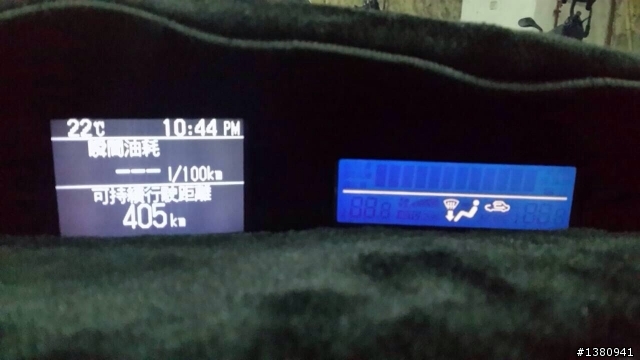 22℃ 10:44 PM
瞬間油耗
--- l/100km
可持續行駛距離
405km
#1380941